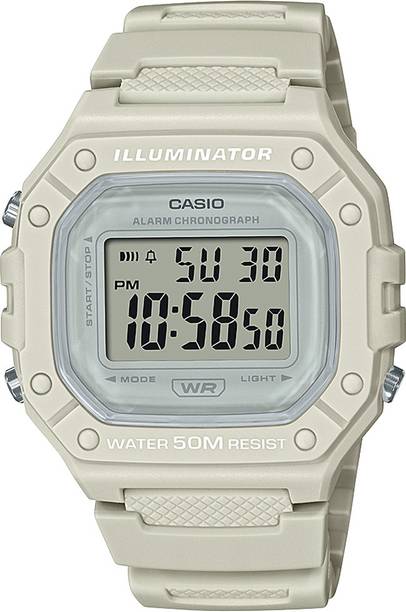 ILLUMINATOR
CASIO
ALARM CHRONOGRAPH
START/STOP
SU 30
PM
10:58 50
MODE
LIGHT
WR
WATER 50M RESIST